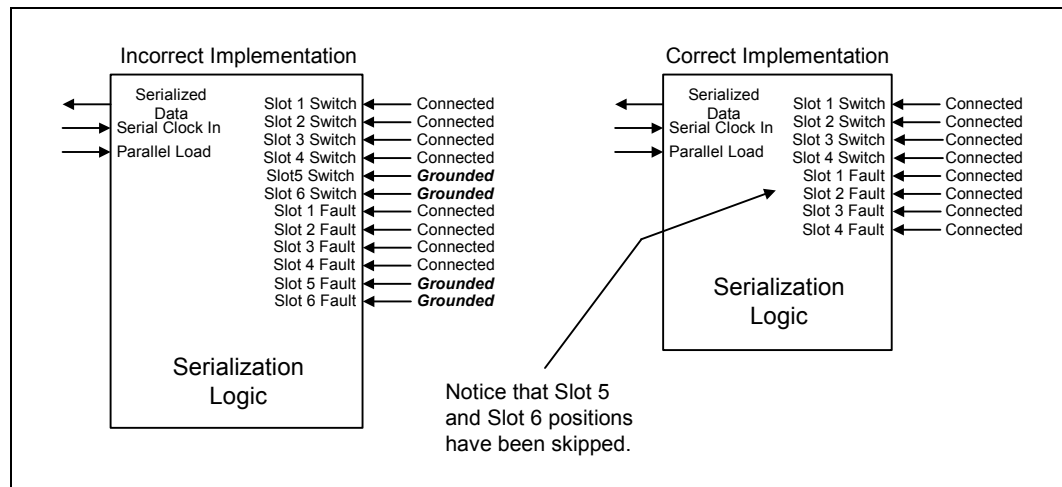 Incorrect Implementation
Serialized
Data
Serial Clock In
Parallel Load
Slot 1 Switch Connected
Slot 2 Switch Connected
Slot 3 Switch Connected
Slot 4 Switch Connected
Slot5 Switch Grounded
Slot 6 Switch Grounded
Slot 1 Fault Connected
Slot 2 Fault Connected
Slot 3 Fault Connected
Slot 4 Fault Connected
Slot 5 Fault Grounded
Slot 6 Fault Grounded
Serialization
Logic
Correct Implementation
Serialized
Data
Serial Clock In
Parallel Load
Slot 1 Switch Connected
Slot 2 Switch Connected
Slot 3 Switch Connected
Slot 4 Switch Connected
Slot 1 Fault Connected
Slot 2 Fault Connected
Slot 3 Fault Connected
Slot 4 Fault Connected
Serialization
Logic
Notice that Slot 5
and Slot 6 positions
have been skipped.